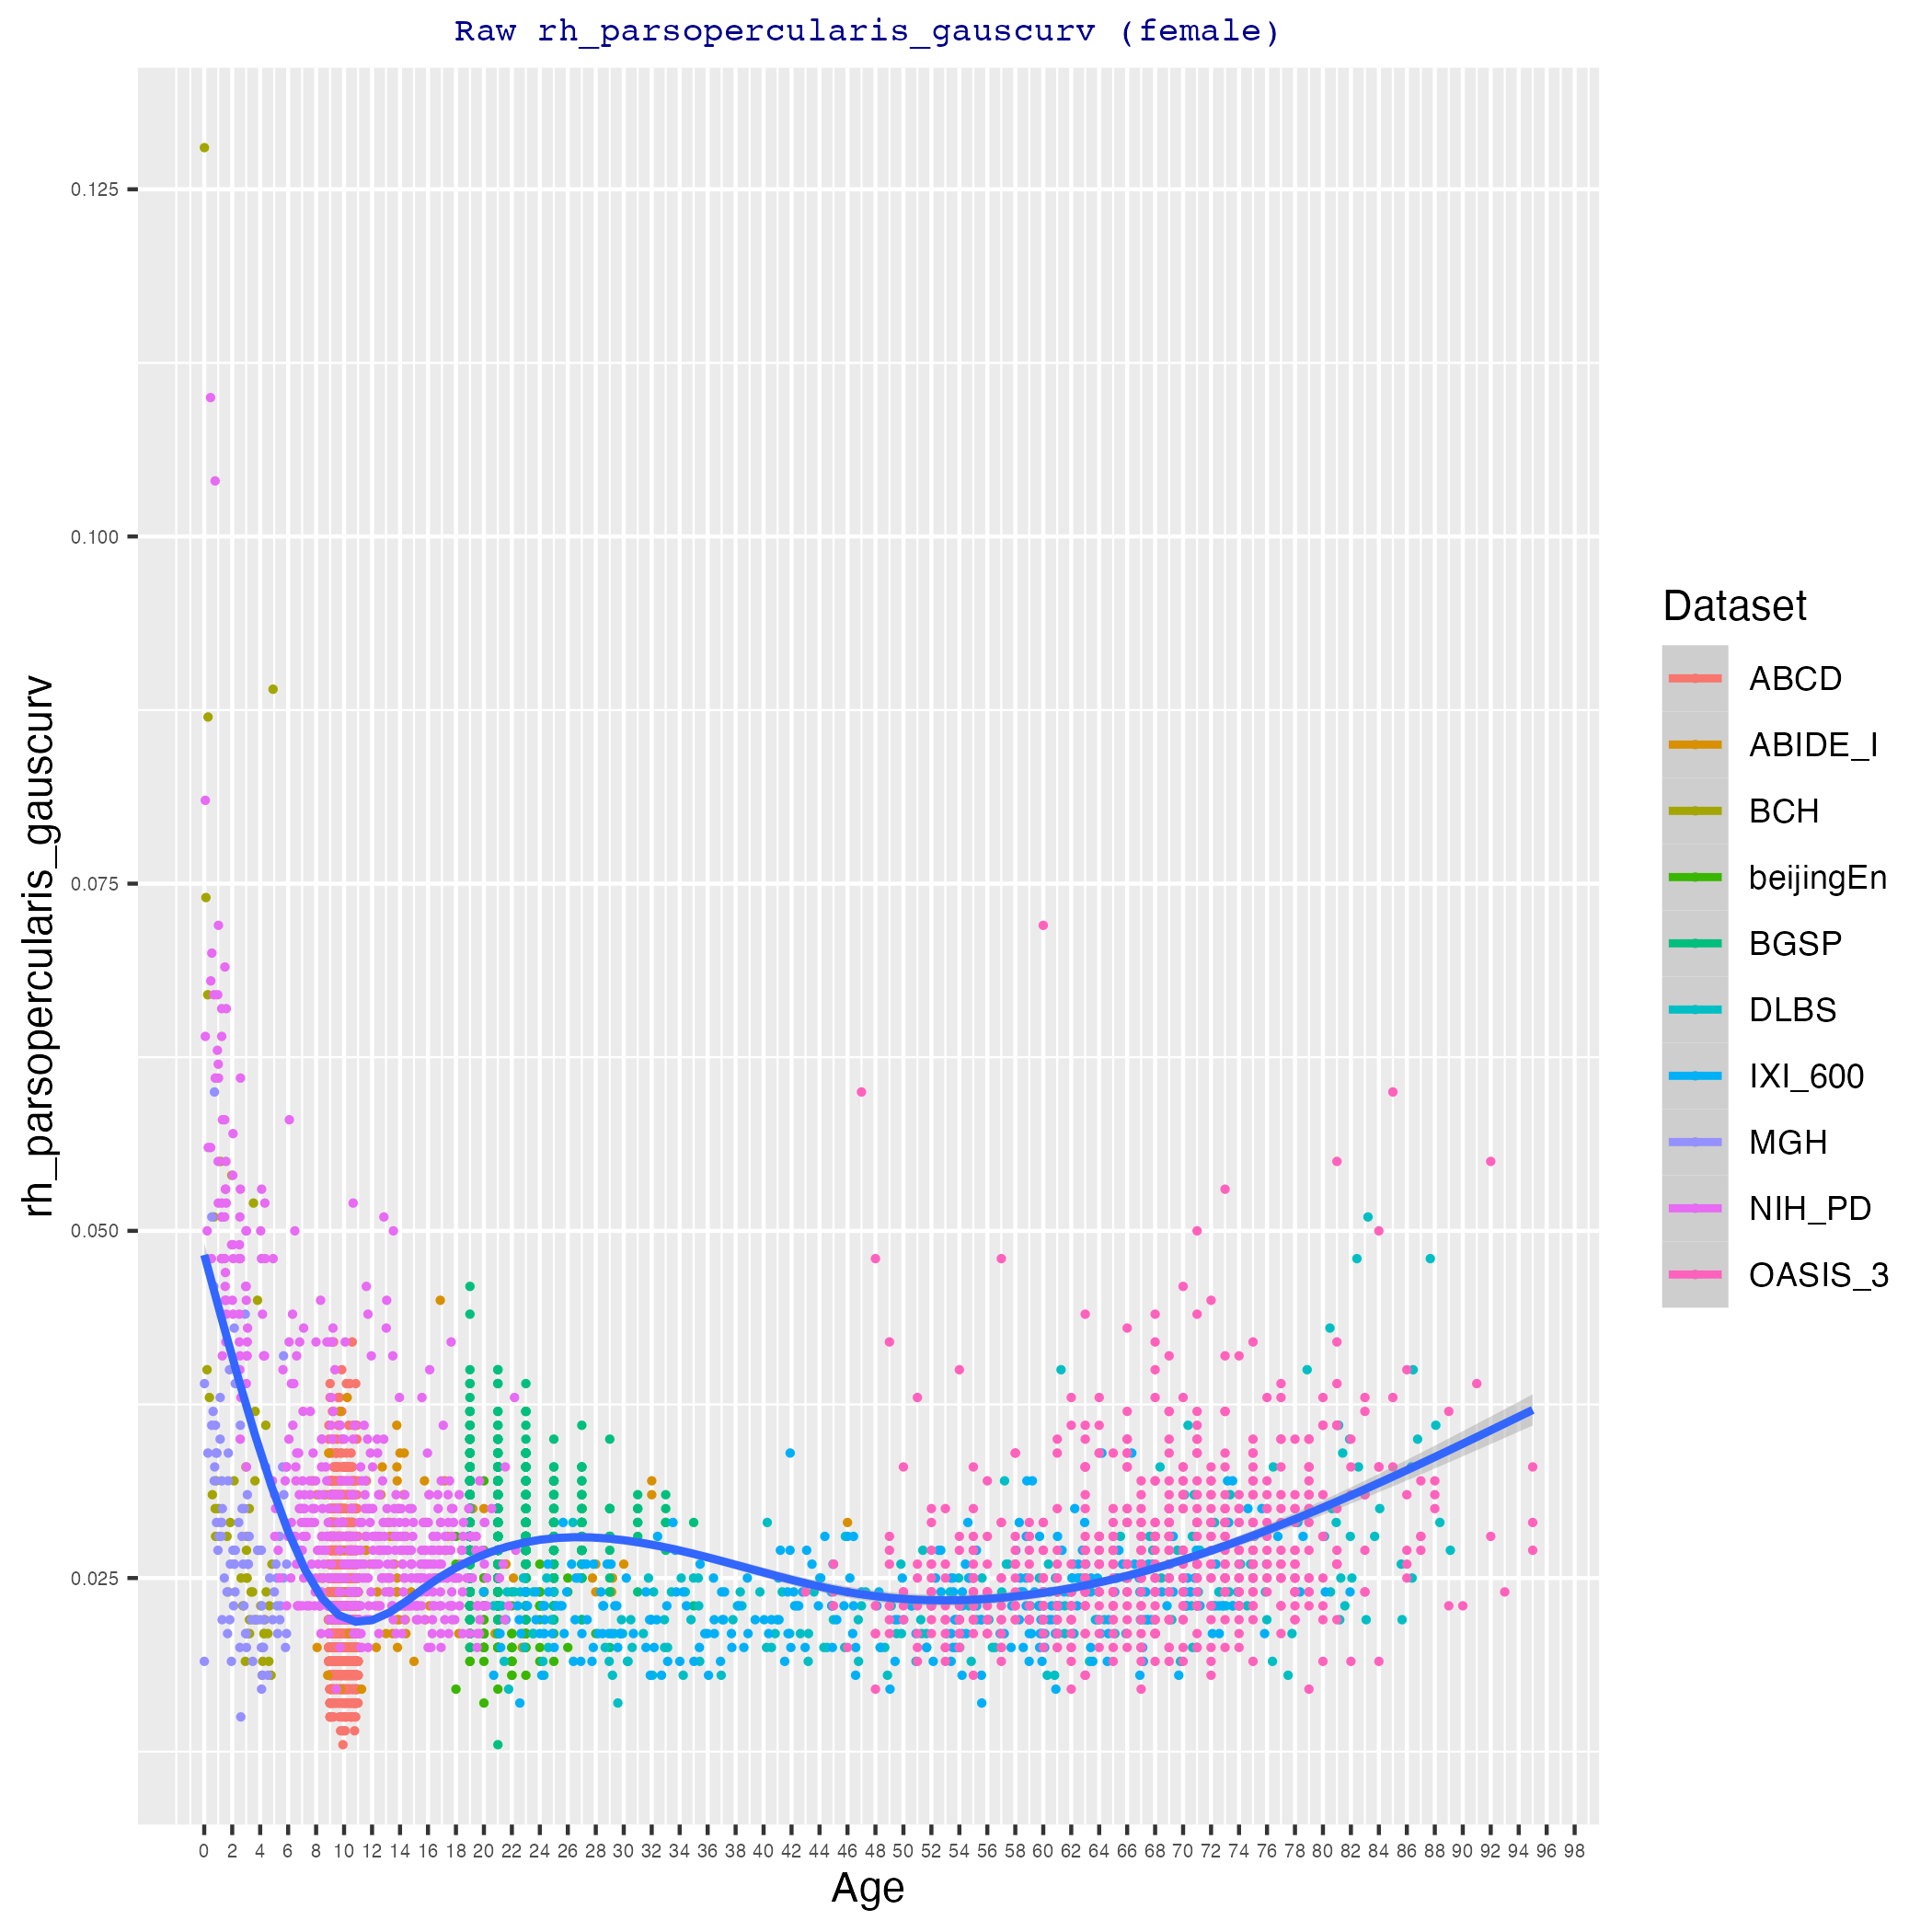 Raw rh_parsopercularis_gauscurv (female)
rh_parsopercularis_gauscurv
0.125
0.100
0.075
0.050
0.025
0 2 4 6 8 10 12 14 16 18 20 22 24 26 28 30 32 34 36 38 40 42 44 46 48 50 52 54 56 58 60 62 64 66 68 70 72 74 76 78 80 82 84 86 88 90 92 94 96 98
Age
Dataset
ABCD
ABIDE_I
BCH
beijingEn
BGSP
DLBS
IXI_600
MGH
NIH_PD
OASIS_3